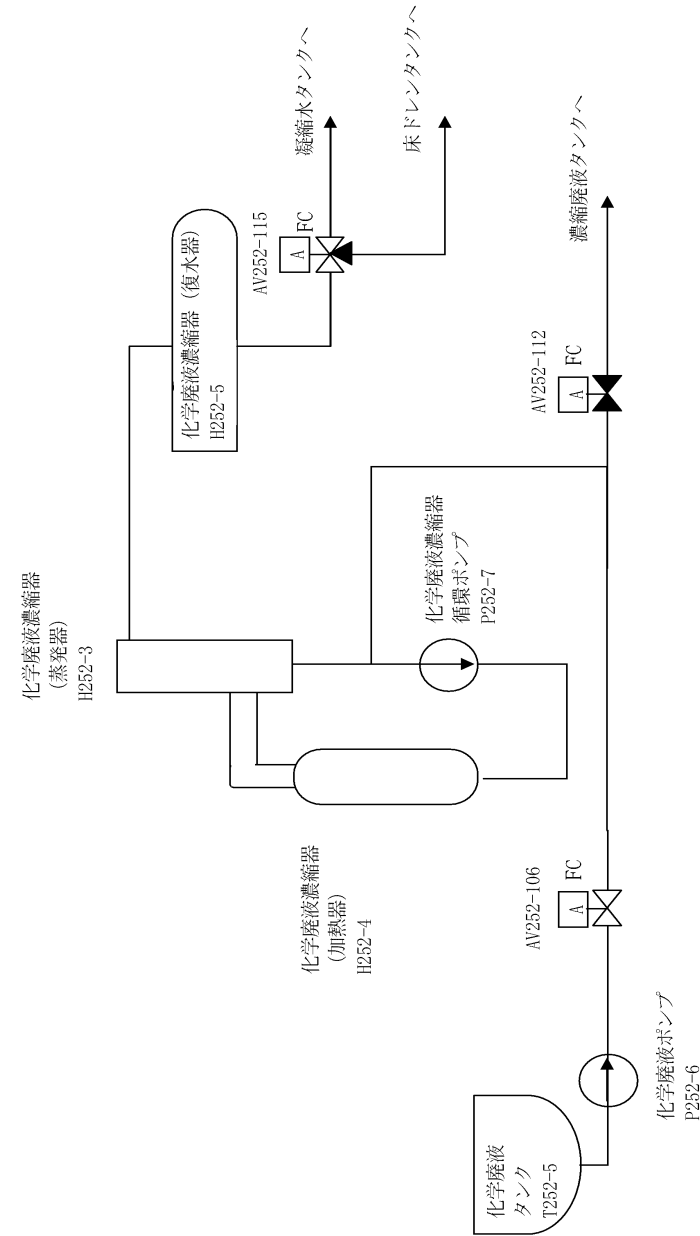 化学廃液濃縮器
(蒸発器)
H252-3
化学廃液濃縮器（復水器）
H252-5
AV252-115
A
FC
凝縮水タンクへ
床ドレンタンクへ
化学廃液濃縮器
(加熱器)
H252-4
化学廃液濃縮器
循環ポンプ
P252-7
AV252-112
A
FC
濃縮廃液タンクへ
AV252-106
A
FC
化学廃液
タンク
T252-5
化学廃液ポンプ
P252-6